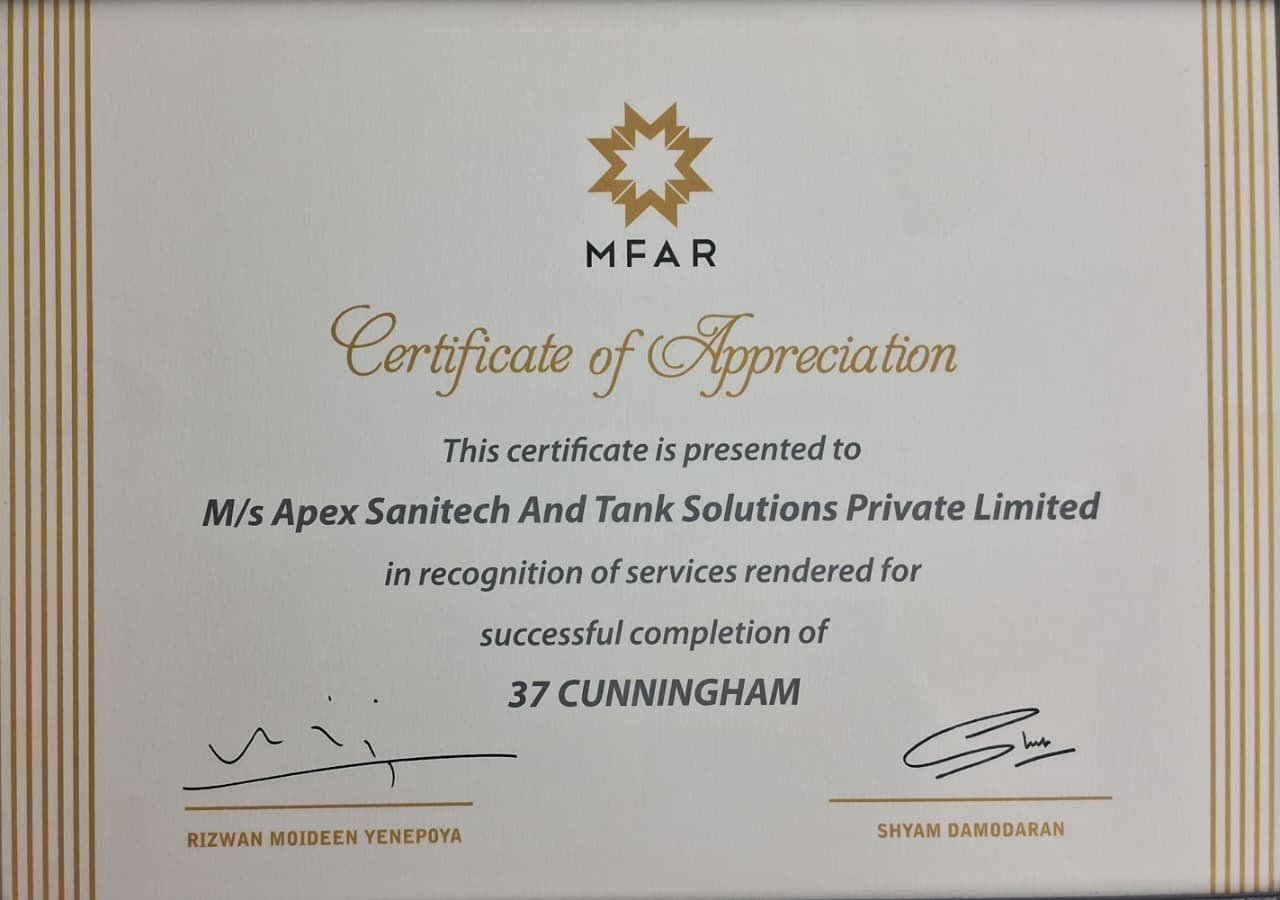 MFAR
Certificate of Appreciation
This certificate is presented to
M/s Apex Sanitech And Tank Solutions Private Limited
in recognition of services rendered for
successful completion of
37 CUNNINGHAM
RIZWAN MOIDEEN YENEPOYA
SHYAM DAMODARAN